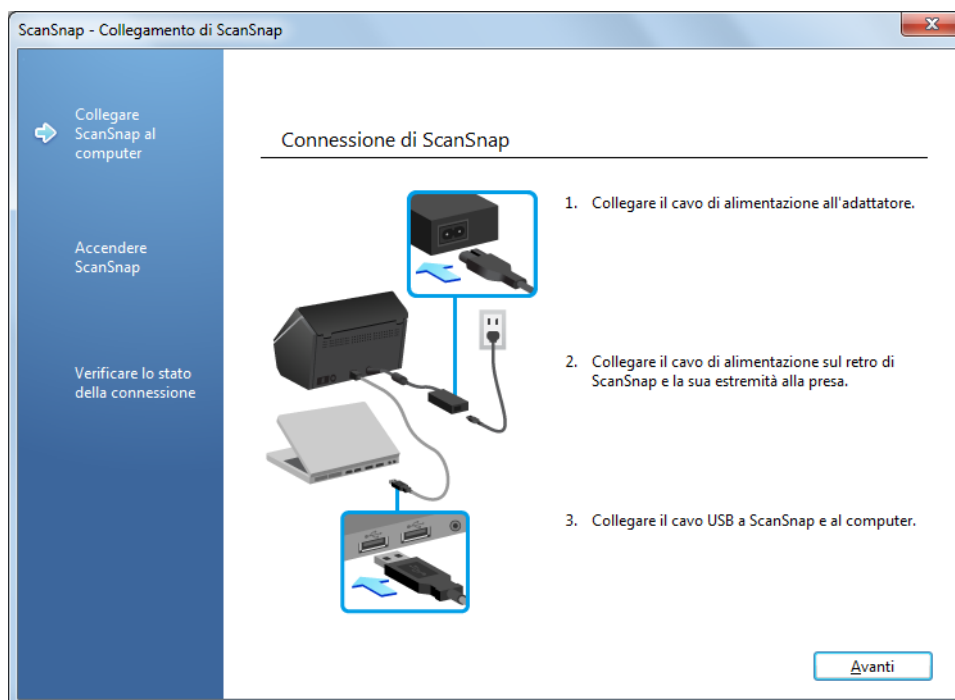 ScanSnap - Collegamento di ScanSnap
Collegare
ScanSnap al
computer
Accendere
ScanSnap
Verificare lo stato
della connessione
Connessione di ScanSnap
1. Collegare il cavo di alimentazione all'adattatore.
2. Collegare il cavo di alimentazione sul retro di
ScanSnap e la sua estremità alla presa.
3. Collegare il cavo USB a ScanSnap e al computer.
Avanti